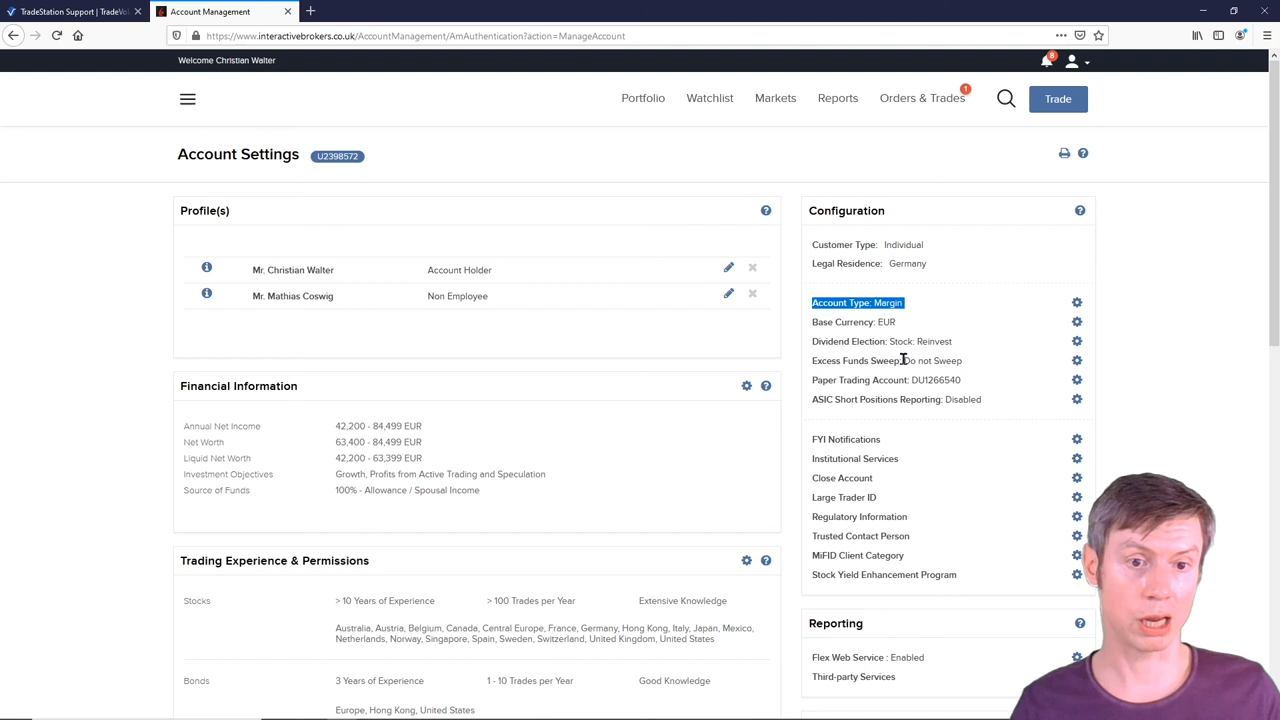 TradeStation Support | TradeVol
Account Management
https://www.interactivebrokers.co.uk/AccountManagement/AmAuthentication?action=ManageAccount
Welcome Christian Walter
8
Portfolio
Watchlist
Markets
Reports
Orders & Trades
1
Trade
Account Settings
U2398572
Profile(s)
Mr. Christian Walter
Account Holder
Mr. Mathias Coswig
Non Employee
Financial Information
Annual Net Income 42,200 - 84,499 EUR
Net Worth 63,400 - 84,499 EUR
Liquid Net Worth 42,200 - 63,399 EUR
Investment Objectives Growth, Profits from Active Trading and Speculation
Source of Funds 100% - Allowance / Spousal Income
Trading Experience & Permissions
Stocks > 10 Years of Experience > 100 Trades per Year Extensive Knowledge
Australia, Austria, Belgium, Canada, Central Europe, France, Germany, Hong Kong, Italy, Japan, Mexico,
Netherlands, Norway, Singapore, Spain, Sweden, Switzerland, United Kingdom, United States
Bonds 3 Years of Experience 1 - 10 Trades per Year Good Knowledge
Europe, Hong Kong, United States
Configuration
Customer Type: Individual
Legal Residence: Germany
Account Type: Margin
Base Currency: EUR
Dividend Election: Stock: Reinvest
Excess Funds Sweep: Do not Sweep
Paper Trading Account: DU1266540
ASIC Short Positions Reporting: Disabled
FYI Notifications
Institutional Services
Close Account
Large Trader ID
Regulatory Information
Trusted Contact Person
MiFID Client Category
Stock Yield Enhancement Program
Reporting
Flex Web Service : Enabled
Third-party Services